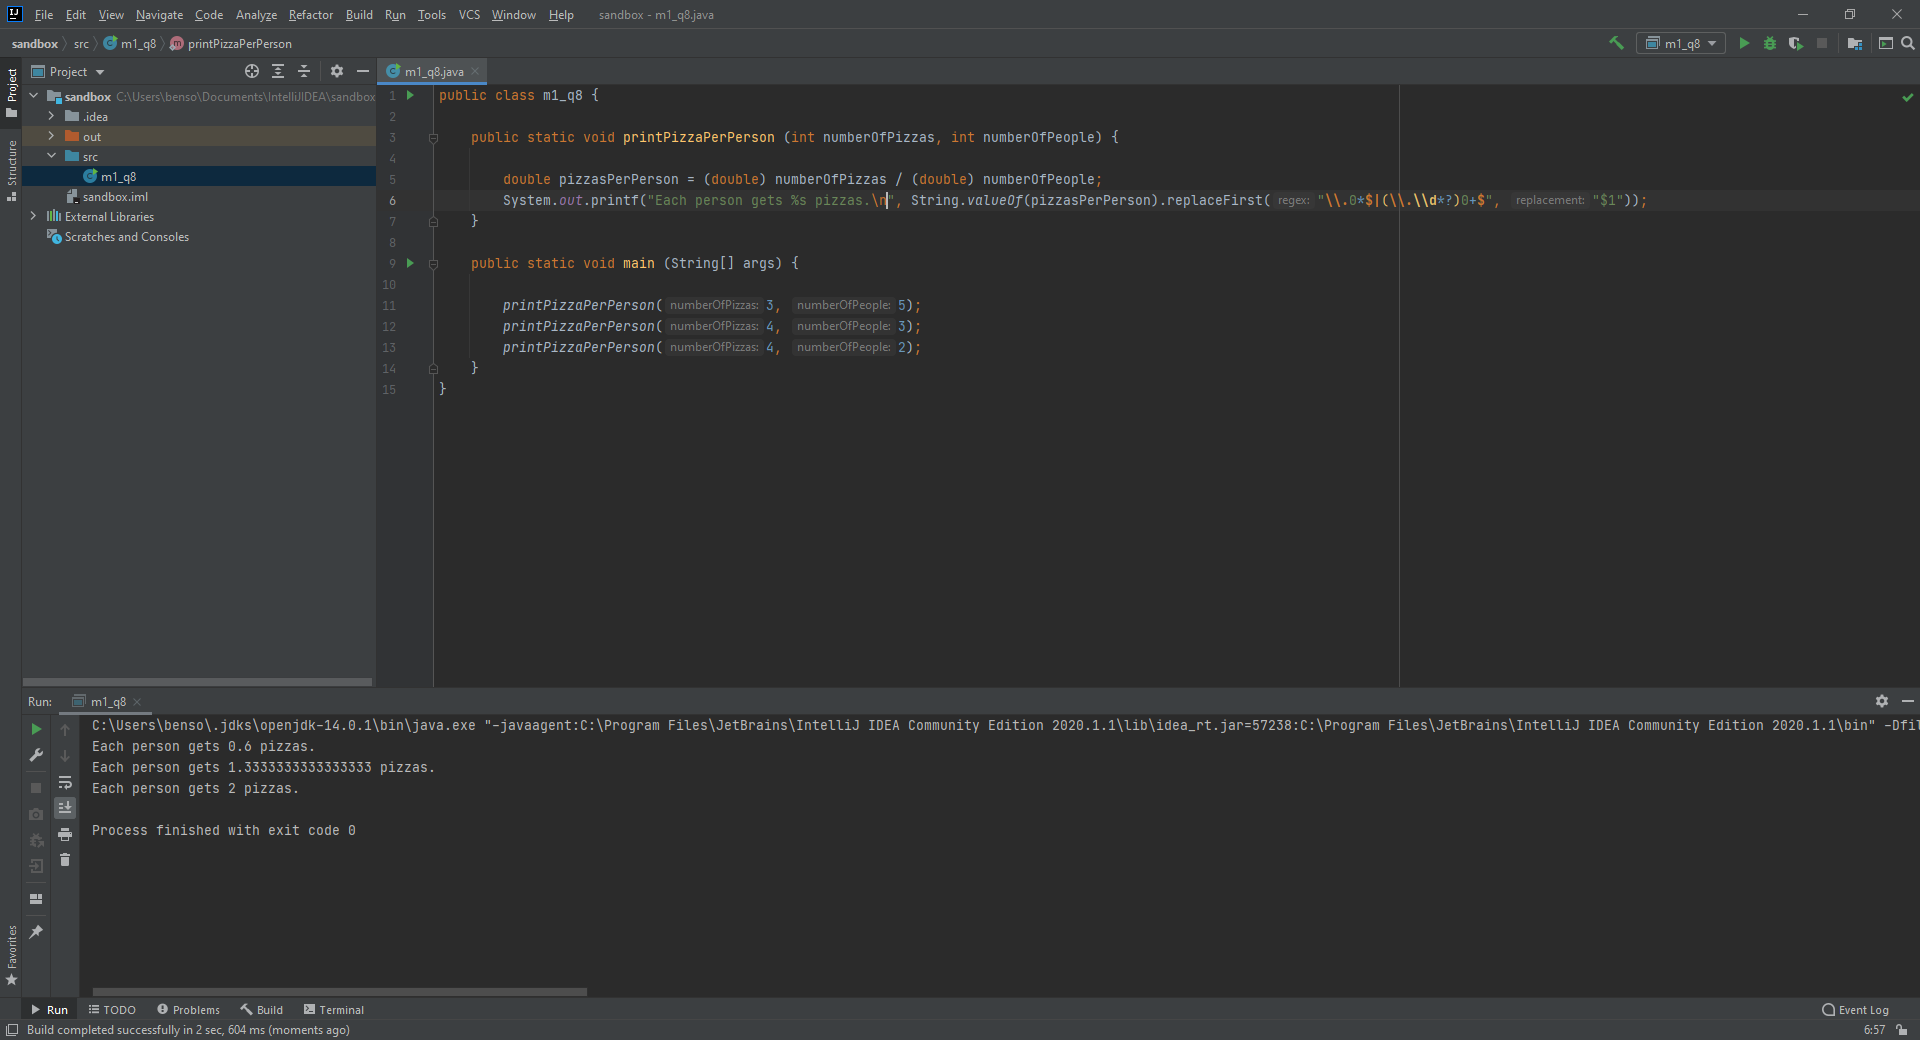 File Edit View Navigate Code Analyze Refactor Build Run Tools VCS Window Help sandbox - m1_q8.java
sandbox src m1_q8 printPizzaPerPerson m1_q8
Project
Structure
Favorites
Project
sandbox C:\Users\benso\Documents\IntelliJIDEA\sandbox
.idea
out
src
m1_q8
sandbox.iml
External Libraries
Scratches and Consoles
m1_q8.java
1 public class m1_q8 {
2
3 public static void printPizzaPerPerson (int numberOfPizzas, int numberOfPeople) {
4
5 double pizzasPerPerson = (double) numberOfPizzas / (double) numberOfPeople;
6 System.out.printf("Each person gets %s pizzas.\n", String.valueOf(pizzasPerPerson).replaceFirst( regex: "\\.0*$|(\\.\\d*?)0+$", replacement: "$1"));
7 }
8
9 public static void main (String[] args) {
10
11 printPizzaPerPerson( numberOfPizzas: 3, numberOfPeople: 5);
12 printPizzaPerPerson( numberOfPizzas: 4, numberOfPeople: 3);
13 printPizzaPerPerson( numberOfPizzas: 4, numberOfPeople: 2);
14 }
15 }
Run: m1_q8
C:\Users\benso\.jdks\openjdk-14.0.1\bin\java.exe "-javaagent:C:\Program Files\JetBrains\IntelliJ IDEA Community Edition 2020.1.1\lib\idea_rt.jar=57238:C:\Program Files\JetBrains\IntelliJ IDEA Community Edition 2020.1.1\bin" -Dfil
Each person gets 0.6 pizzas.
Each person gets 1.3333333333333333 pizzas.
Each person gets 2 pizzas.
Process finished with exit code 0
Run TODO Problems Build Terminal Event Log
Build completed successfully in 2 sec, 604 ms (moments ago) 6:57